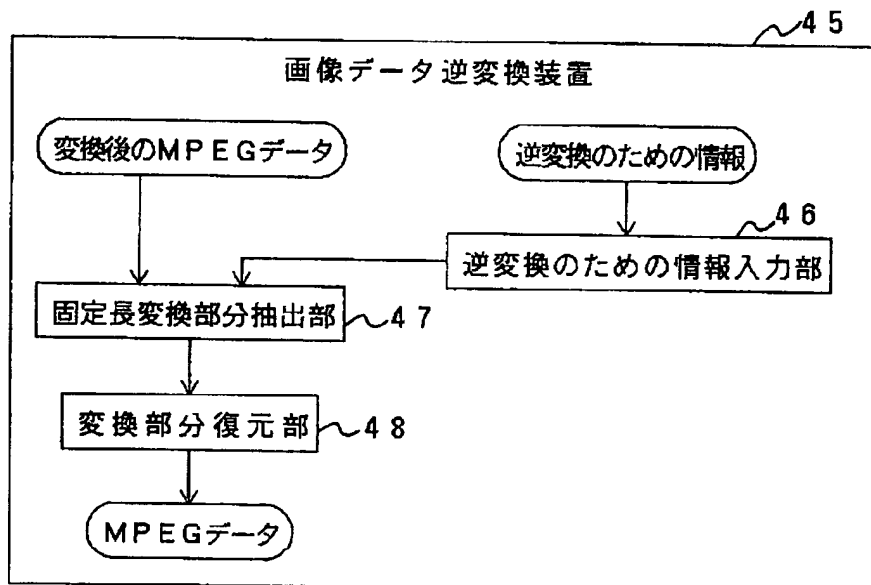 45
画像データ逆変換装置
変換後のMPEGデータ
逆変換のための情報
46
逆変換のための情報入力部
固定長変換部分抽出部
47
変換部分復元部
48
MPEGデータ